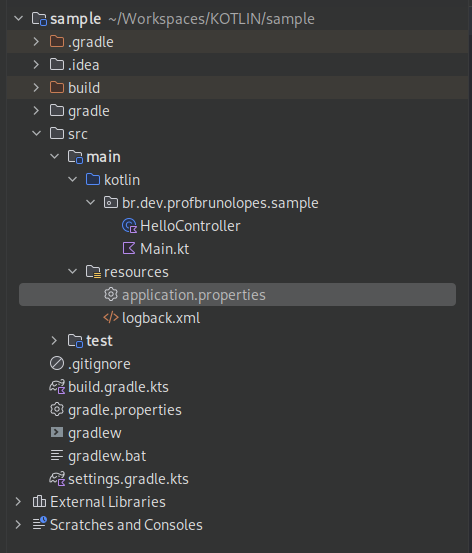 sample ~/Workspaces/KOTLIN/sample
.gradle
.idea
build
gradle
src
main
kotlin
br.dev.profbrunolopes.sample
HelloController
Main.kt
resources
application.properties
logback.xml
test
.gitignore
build.gradle.kts
gradle.properties
gradlew
gradlew.bat
settings.gradle.kts
External Libraries
Scratches and Consoles